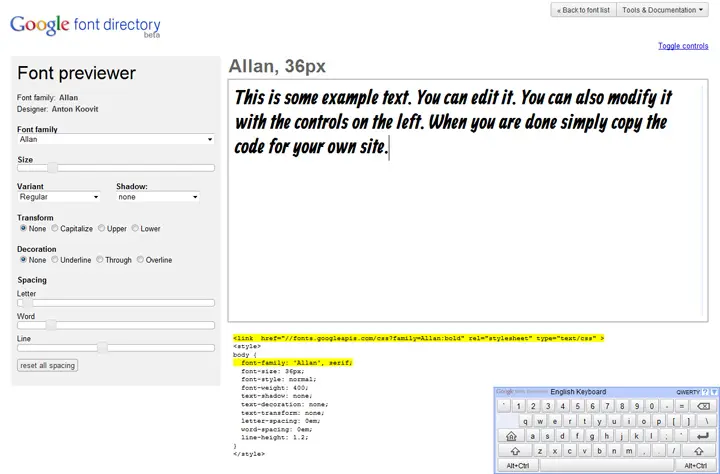 « Back to font list
Tools & Documentation
Google font directory
beta
Toggle controls
Font previewer
Font family: Allan
Designer: Anton Koovit
Font family
Allan
Size
Variant
Shadow:
Regular
none
Transform
None Capitalize Upper Lower
Decoration
None Underline Through Overline
Spacing
Letter
Word
Line
reset all spacing
Allan, 36px
This is some example text. You can edit it. You can also modify it
with the controls on the left. When you are done simply copy the
code for your own site.
<link href="//fonts.googleapis.com/css?family=Allan:bold" rel="stylesheet" type="text/css" >
<style>
body {
font-family: 'Allan', serif;
font-size: 36px;
font-style: normal;
font-weight: 400;
text-shadow: none;
text-decoration: none;
text-transform: none;
letter-spacing: 0em;
word-spacing: 0em;
line-height: 1.2;
}
</style>
Google
English Keyboard
QWERTY ?
` 1 2 3 4 5 6 7 8 9 0 - =
q w e r t y u i o p [ ] \
a s d f g h j k l ; '
z x c v b n m , . /
Alt+Ctrl Alt+Ctrl